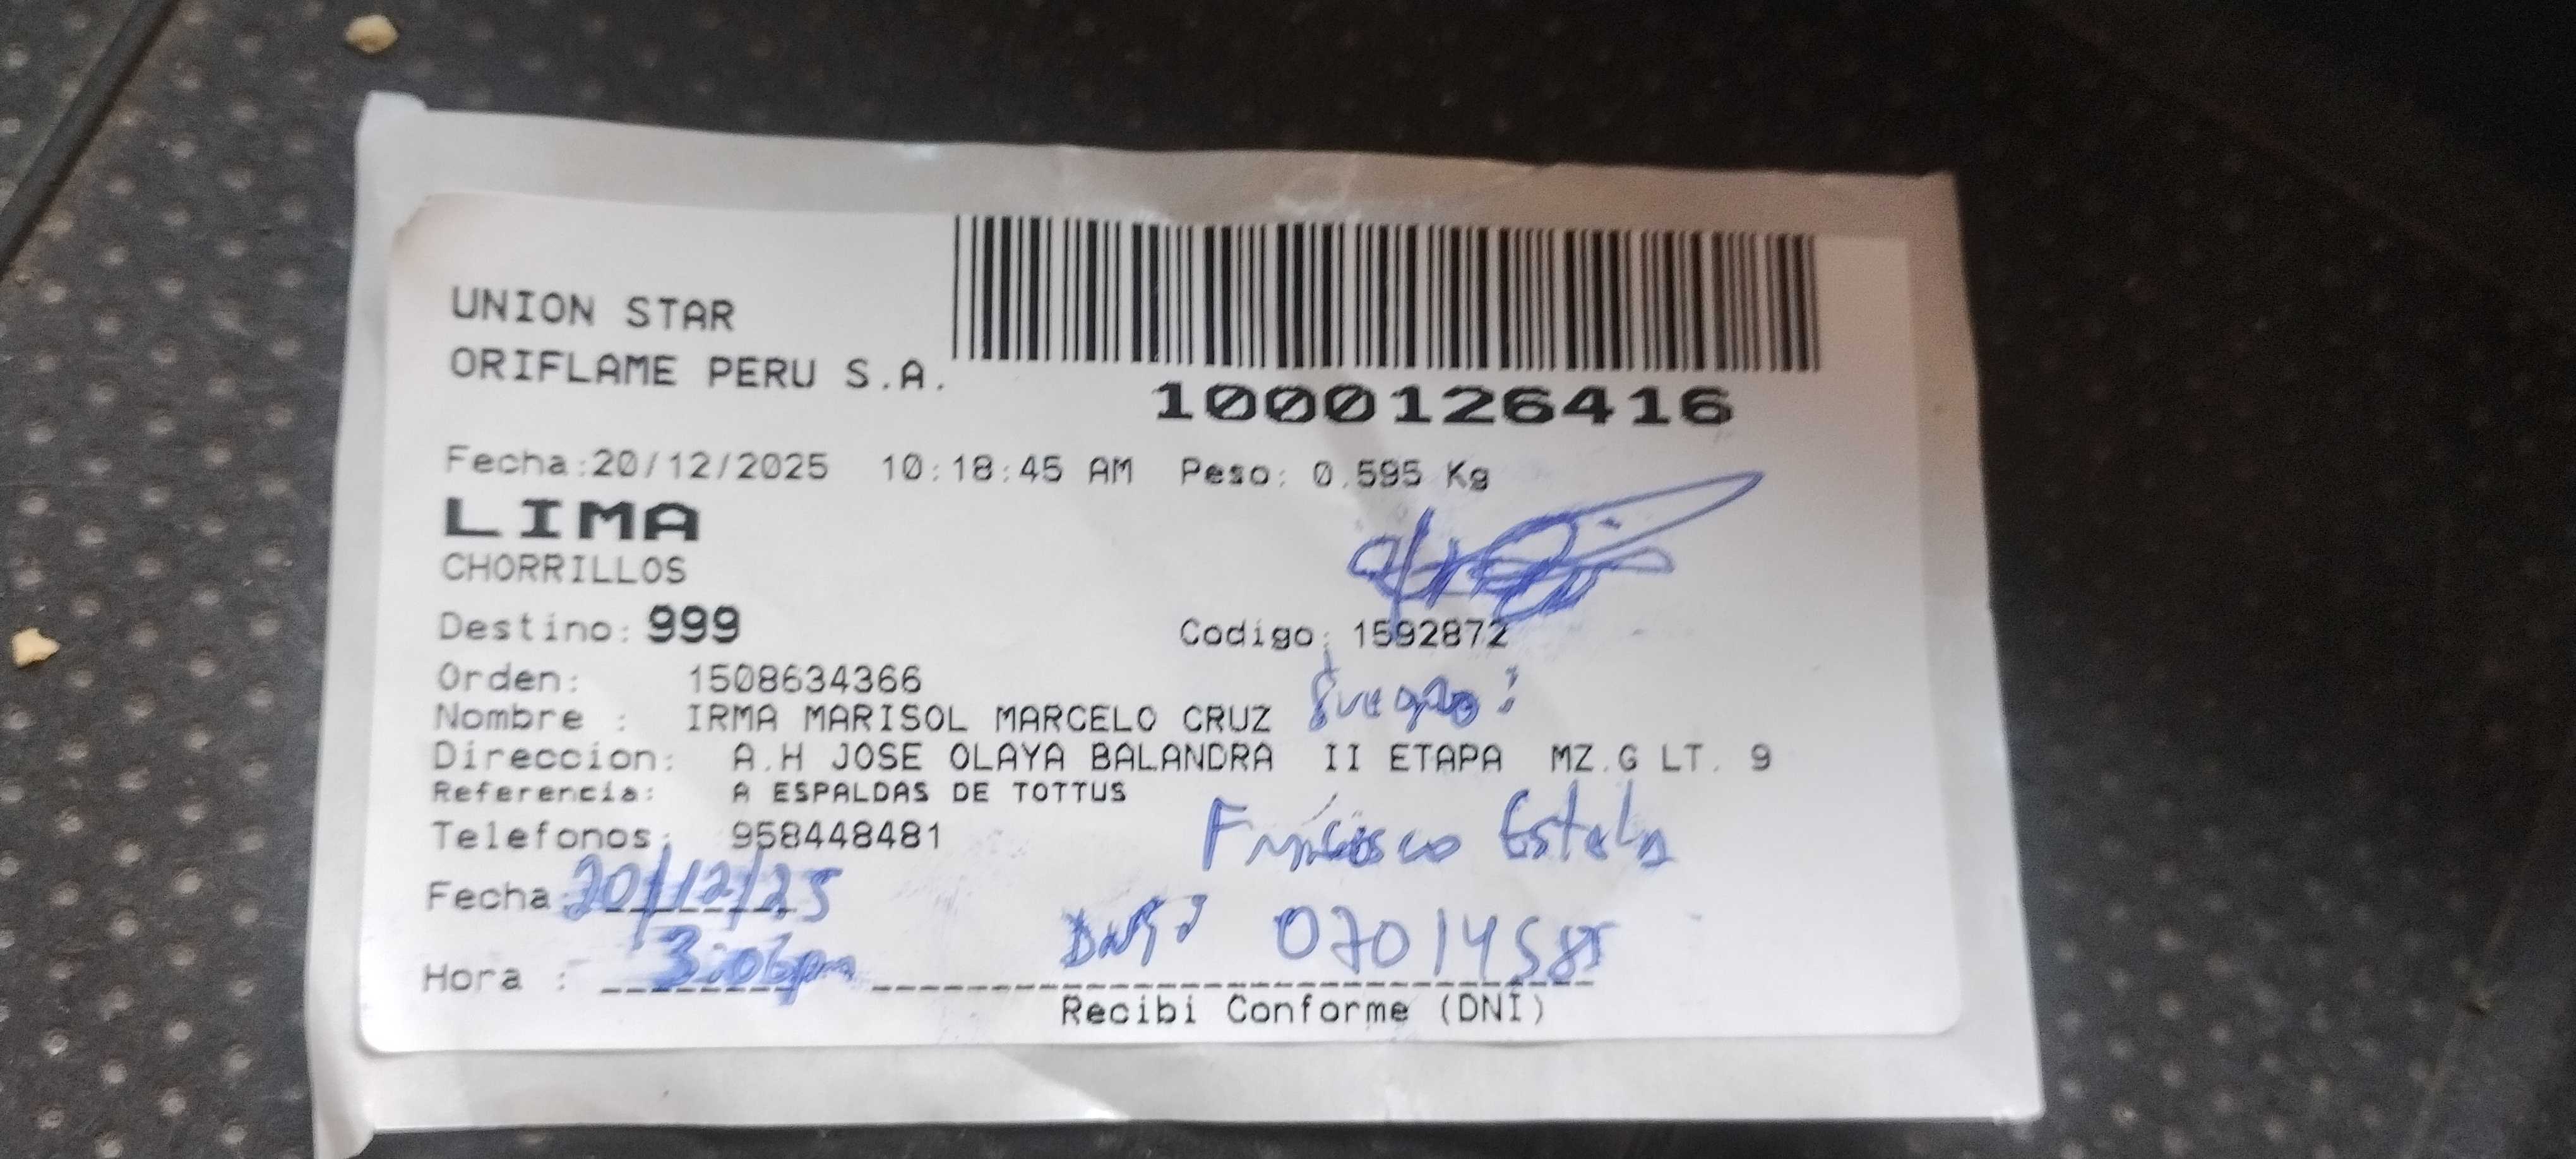 UNION STAR
ORIFLAME PERU S.A.
1000126416
Fecha:20/12/2025 10:18:45 AM Peso: 0.595 Kg
LIMA
CHORRILLOS
Destino: 999
Codigo: 1592872
Orden: 1508634366
Nombre : IRMA MARISOL MARCELO CRUZ
Suegro:
Direccion: A.H JOSE OLAYA BALANDRA II ETAPA MZ.G LT. 9
Referencia: A ESPALDAS DE TOTTUS
Telefonos: 958448481
Francisco Estela
Fecha 20/12/25
DNI: 07014585
Hora : 3:06pm
Recibi Conforme (DNI)